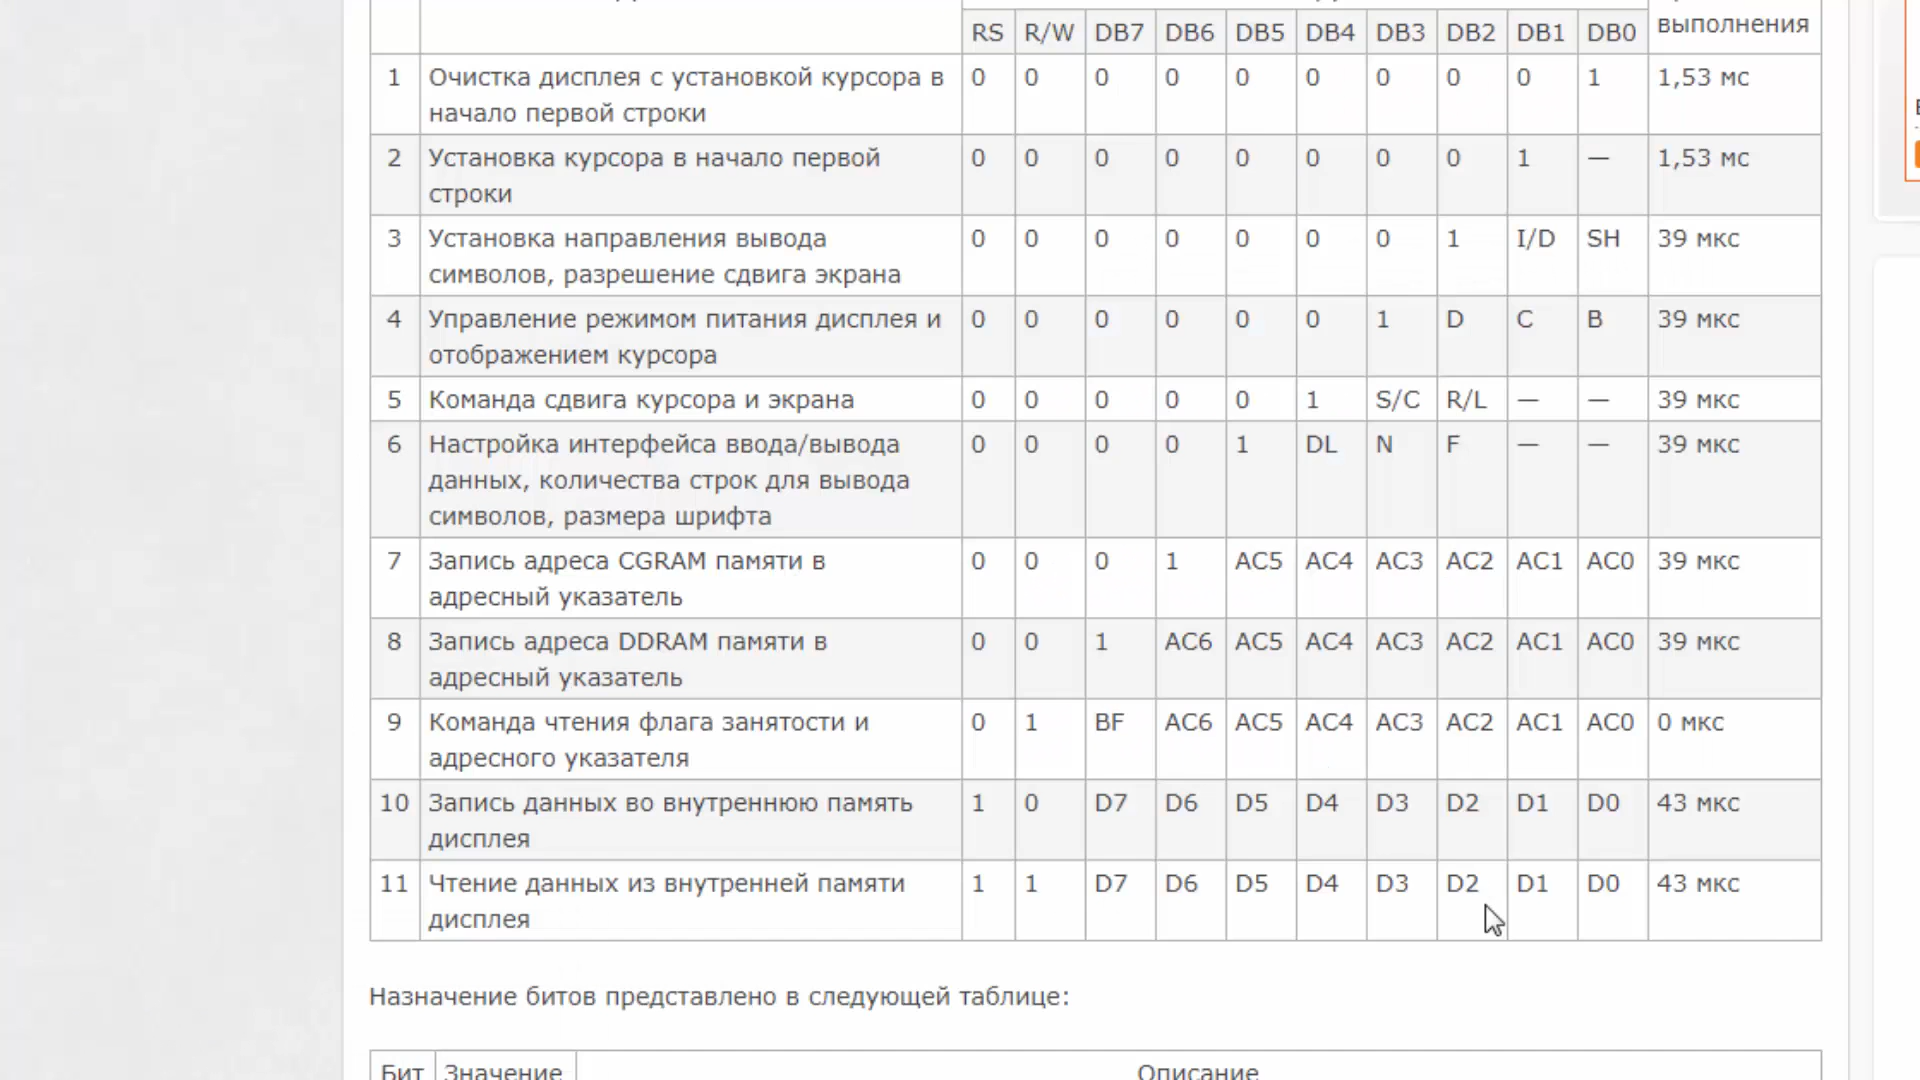 RS R/W DB7 DB6 DB5 DB4 DB3 DB2 DB1 DB0 выполнения
1 Очистка дисплея с установкой курсора в 0 0 0 0 0 0 0 0 0 1 1,53 мс
начало первой строки
2 Установка курсора в начало первой 0 0 0 0 0 0 0 0 1 — 1,53 мс
строки
3 Установка направления вывода 0 0 0 0 0 0 0 1 I/D SH 39 мкс
символов, разрешение сдвига экрана
4 Управление режимом питания дисплея и 0 0 0 0 0 0 1 D C B 39 мкс
отображением курсора
5 Команда сдвига курсора и экрана 0 0 0 0 0 1 S/C R/L — — 39 мкс
6 Настройка интерфейса ввода/вывода 0 0 0 0 1 DL N F — — 39 мкс
данных, количества строк для вывода
символов, размера шрифта
7 Запись адреса CGRAM памяти в 0 0 0 1 AC5 AC4 AC3 AC2 AC1 AC0 39 мкс
адресный указатель
8 Запись адреса DDRAM памяти в 0 0 1 AC6 AC5 AC4 AC3 AC2 AC1 AC0 39 мкс
адресный указатель
9 Команда чтения флага занятости и 0 1 BF AC6 AC5 AC4 AC3 AC2 AC1 AC0 0 мкс
адресного указателя
10 Запись данных во внутреннюю память 1 0 D7 D6 D5 D4 D3 D2 D1 D0 43 мкс
дисплея
11 Чтение данных из внутренней памяти 1 1 D7 D6 D5 D4 D3 D2 D1 D0 43 мкс
дисплея
Назначение битов представлено в следующей таблице:
Бит Значение Описание